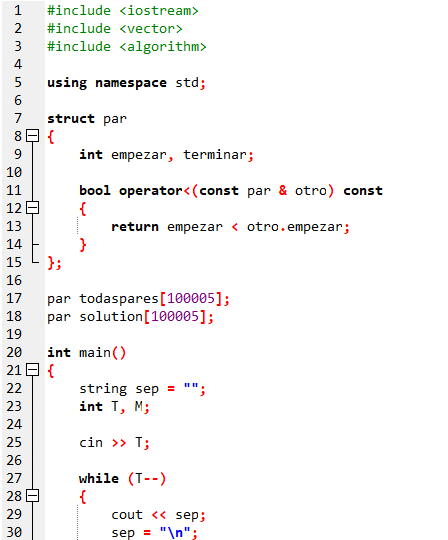 1 #include <iostream>
2 #include <vector>
3 #include <algorithm>
4
5 using namespace std;
6
7 struct par
8 {
9 int empezar, terminar;
10
11 bool operator<(const par & otro) const
12 {
13 return empezar < otro.empezar;
14 }
15 };
16
17 par todaspares[100005];
18 par solution[100005];
19
20 int main()
21 {
22 string sep = "";
23 int T, M;
24
25 cin >> T;
26
27 while (T--)
28 {
29 cout << sep;
30 sep = "\n";